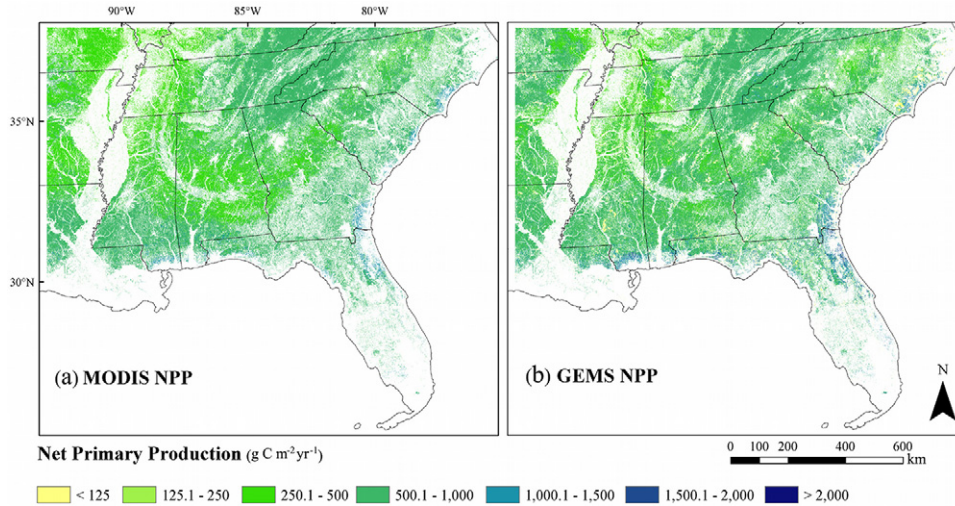 90°W 85°W 80°W
35°N
30°N
(a) MODIS NPP
(b) GEMS NPP
N
Net Primary Production (g C m⁻²yr⁻¹)
0 100 200 400 600
km
< 125 125.1 - 250 250.1 - 500 500.1 - 1,000 1,000.1 - 1,500 1,500.1 - 2,000 > 2,000